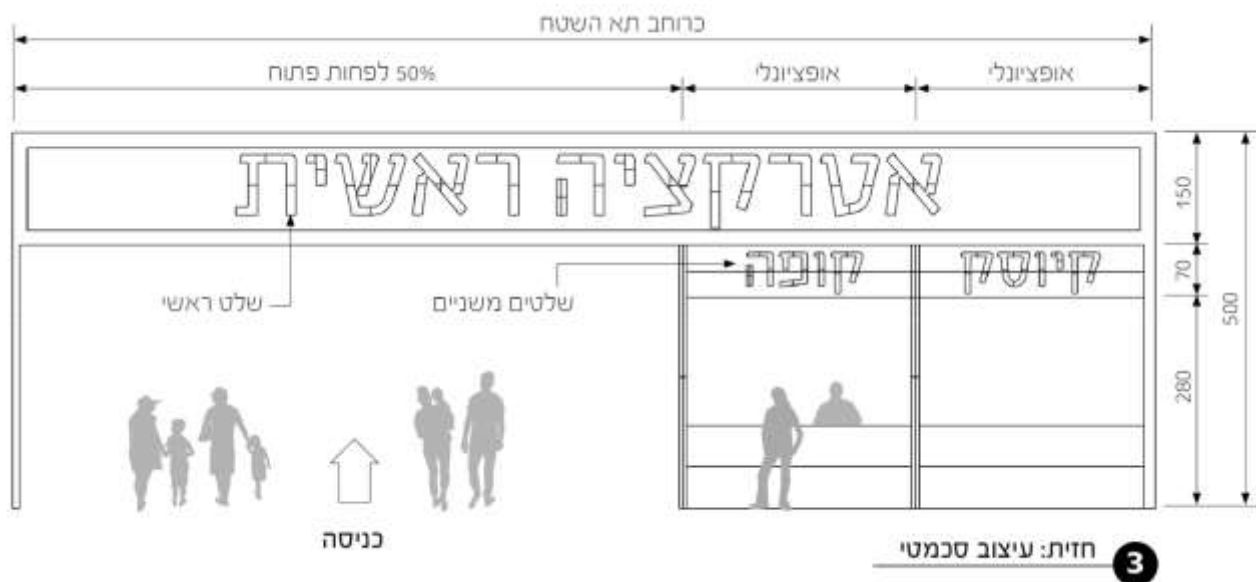 כרוחב תא השטח
אופציונלי
אופציונלי
50% לפחות פתוח
אטרקציה ראשית
150
קיוסק
קופה
70
שלטים משניים
שלט ראשי
500
280
כניסה
חזית: עיצוב סכמטי
3